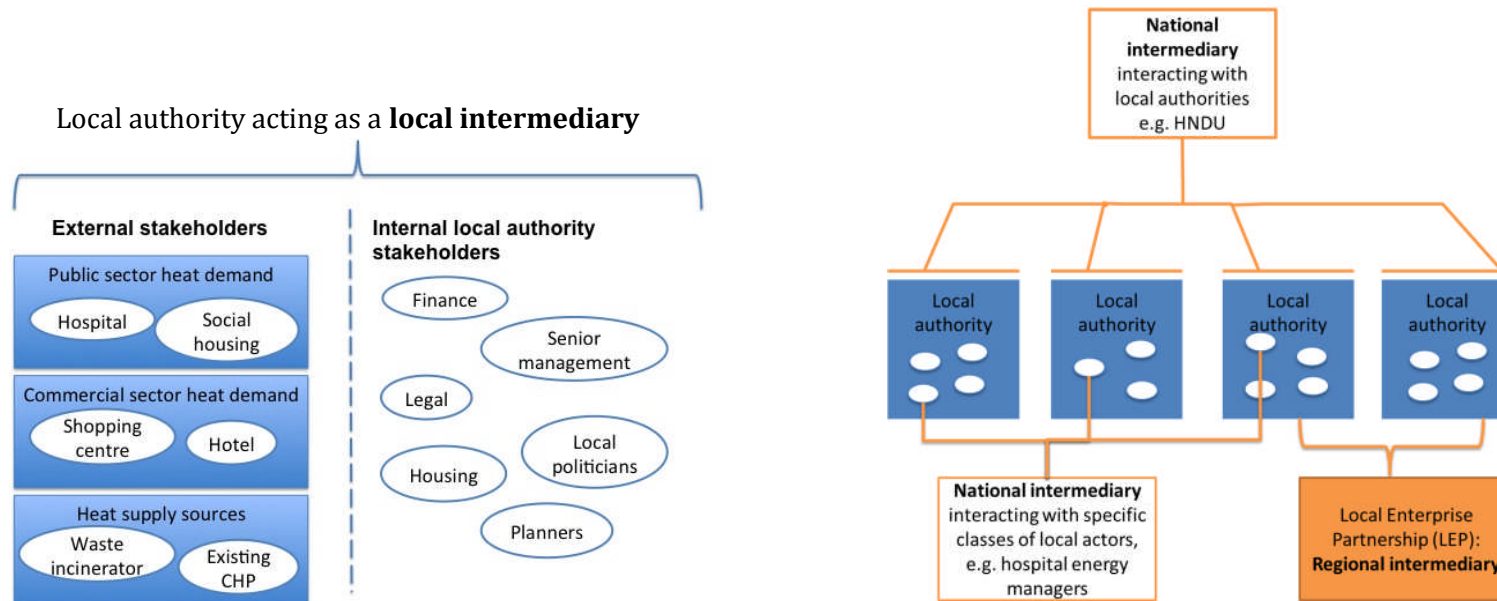 Local authority acting as a local intermediary
External stakeholders
Public sector heat demand
Hospital
Social
housing
Commercial sector heat demand
Shopping
centre
Hotel
Heat supply sources
Waste
incinerator
Existing
CHP
Internal local authority
stakeholders
Finance
Senior
management
Legal
Local
politicians
Housing
Planners
National
intermediary
interacting with
local authorities
e.g. HNDU
Local
authority
Local
authority
Local
authority
Local
authority
National intermediary
interacting with specific
classes of local actors,
e.g. hospital energy
managers
Local Enterprise
Partnership (LEP):
Regional intermediary